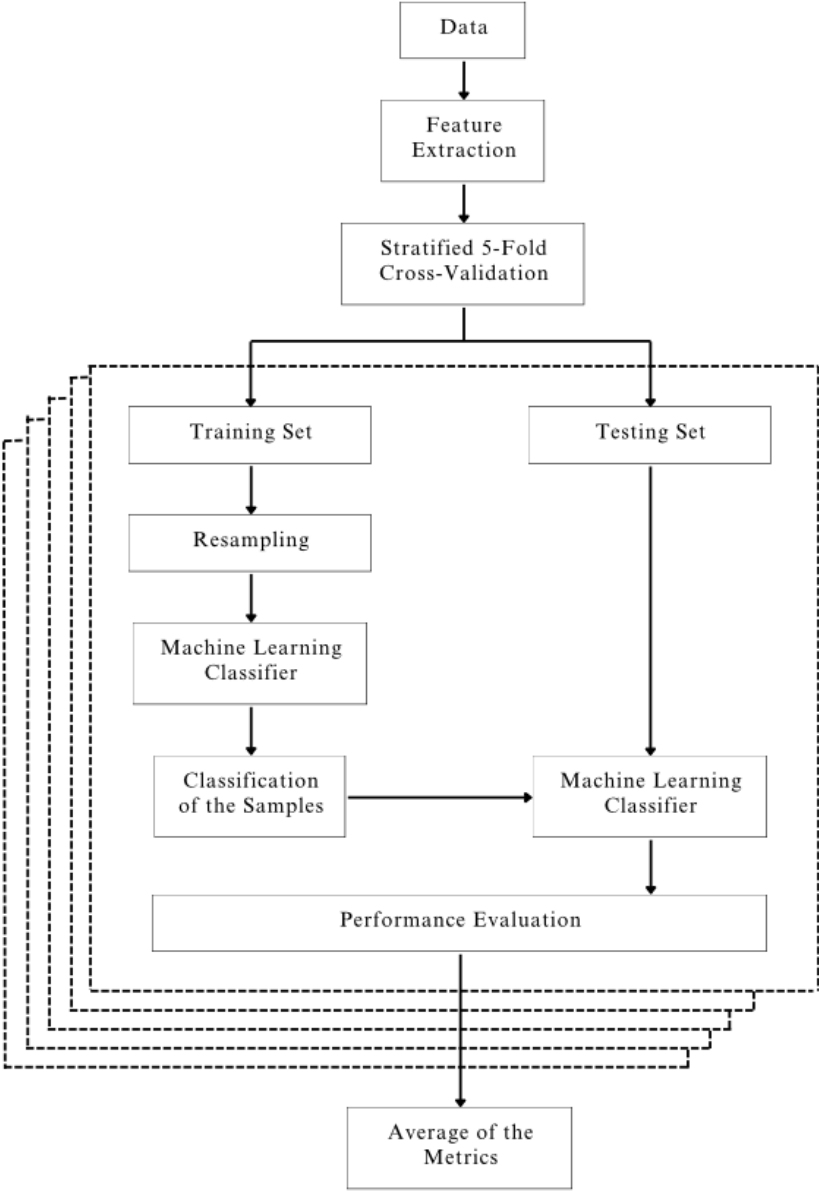 Data
Feature
Extraction
Stratified 5-Fold
Cross-Validation
Training Set
Testing Set
Resampling
Machine Learning
Classifier
Classification
of the Samples
Machine Learning
Classifier
Performance Evaluation
Average of the
Metrics